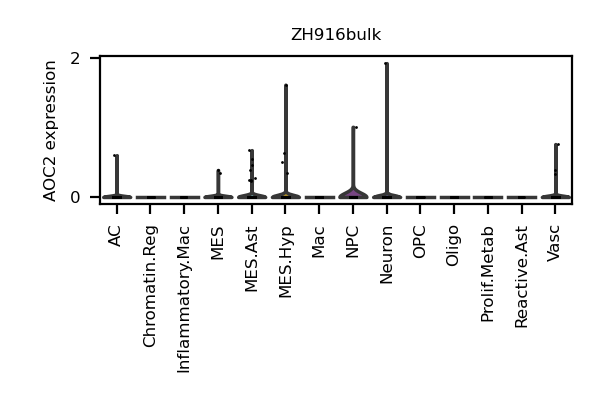 ZH916bulk
AOC2 expression
2
0
AC
Chromatin.Reg
Inflammatory.Mac
MES
MES.Ast
MES.Hyp
Mac
NPC
Neuron
OPC
Oligo
Prolif.Metab
Reactive.Ast
Vasc